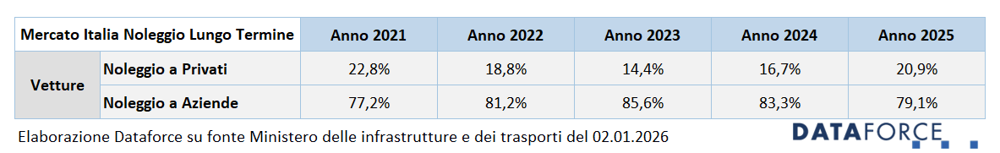 Mercato Italia Noleggio Lungo Termine Anno 2021 Anno 2022 Anno 2023 Anno 2024 Anno 2025
Vetture
Noleggio a Privati 22,8% 18,8% 14,4% 16,7% 20,9%
Noleggio a Aziende 77,2% 81,2% 85,6% 83,3% 79,1%
Elaborazione Dataforce su fonte Ministero delle infrastrutture e dei trasporti del 02.01.2026
DATAFORCE